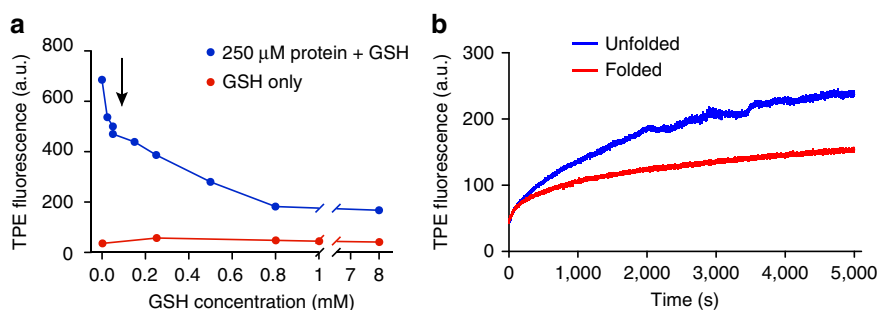 a
TPE fluorescence (a.u.)
800
600
400
200
0
250 μM protein + GSH
GSH only
0.0 0.2 0.4 0.6 0.8 1 7 8
GSH concentration (mM)
b
TPE fluorescence (a.u.)
300
200
100
0
Unfolded
Folded
0 1,000 2,000 3,000 4,000 5,000
Time (s)